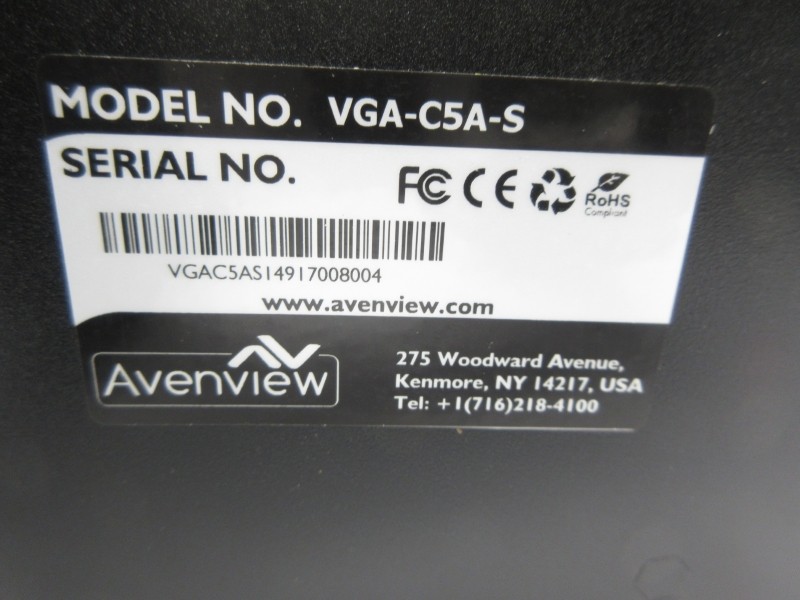 MODEL NO. VGA-C5A-S
SERIAL NO.
FC CE RoHS
Compliant
VGAC5AS14917008004
www.avenview.com
Avenview
275 Woodward Avenue,
Kenmore, NY 14217, USA
Tel: +1(716)218-4100